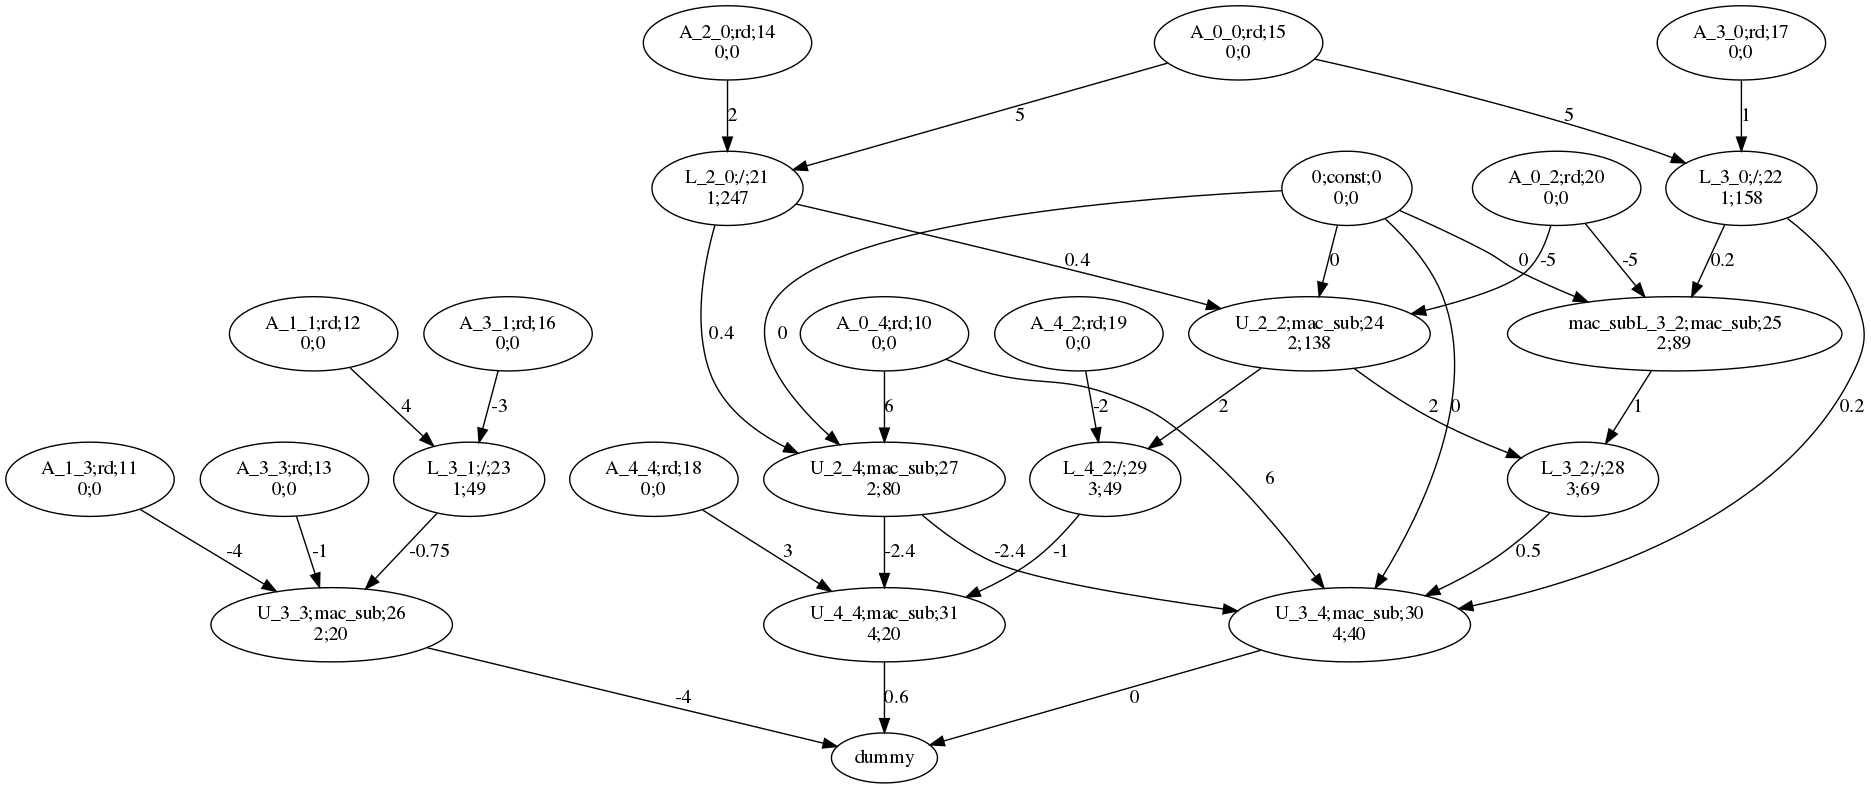 A_2_0;rd;14
0;0
A_0_0;rd;15
0;0
A_3_0;rd;17
0;0
2
5
5
1
L_2_0;/;21
1;247
0;const;0
0;0
A_0_2;rd;20
0;0
L_3_0;/;22
1;158
0.4
0
0
-5
-5
0.2
A_1_1;rd;12
0;0
A_3_1;rd;16
0;0
0.4
0
A_0_4;rd;10
0;0
A_4_2;rd;19
0;0
U_2_2;mac_sub;24
2;138
mac_subL_3_2;mac_sub;25
2;89
4
-3
6
-2
2
2
0
1
0.2
A_1_3;rd;11
0;0
A_3_3;rd;13
0;0
L_3_1;/;23
1;49
A_4_4;rd;18
0;0
U_2_4;mac_sub;27
2;80
L_4_2;/;29
3;49
6
L_3_2;/;28
3;69
-4
-1
-0.75
3
-2.4
-2.4
-1
0.5
U_3_3;mac_sub;26
2;20
U_4_4;mac_sub;31
4;20
U_3_4;mac_sub;30
4;40
-4
0.6
0
dummy